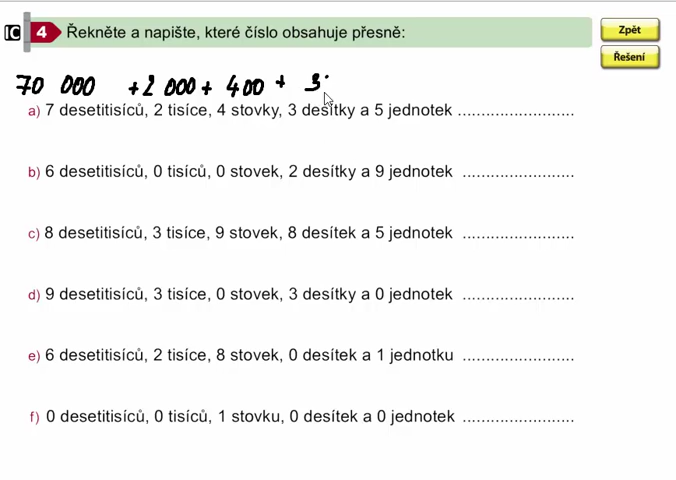 IC 4 Řekněte a napište, které číslo obsahuje přesně:
Zpět
Řešení
70 000 + 2 000 + 400 + 3
a) 7 desetitisíců, 2 tisíce, 4 stovky, 3 desítky a 5 jednotek .........................
b) 6 desetitisíců, 0 tisíců, 0 stovek, 2 desítky a 9 jednotek ........................
c) 8 desetitisíců, 3 tisíce, 9 stovek, 8 desítek a 5 jednotek ........................
d) 9 desetitisíců, 3 tisíce, 0 stovek, 3 desítky a 0 jednotek ........................
e) 6 desetitisíců, 2 tisíce, 8 stovek, 0 desítek a 1 jednotku ........................
f) 0 desetitisíců, 0 tisíců, 1 stovku, 0 desítek a 0 jednotek ........................